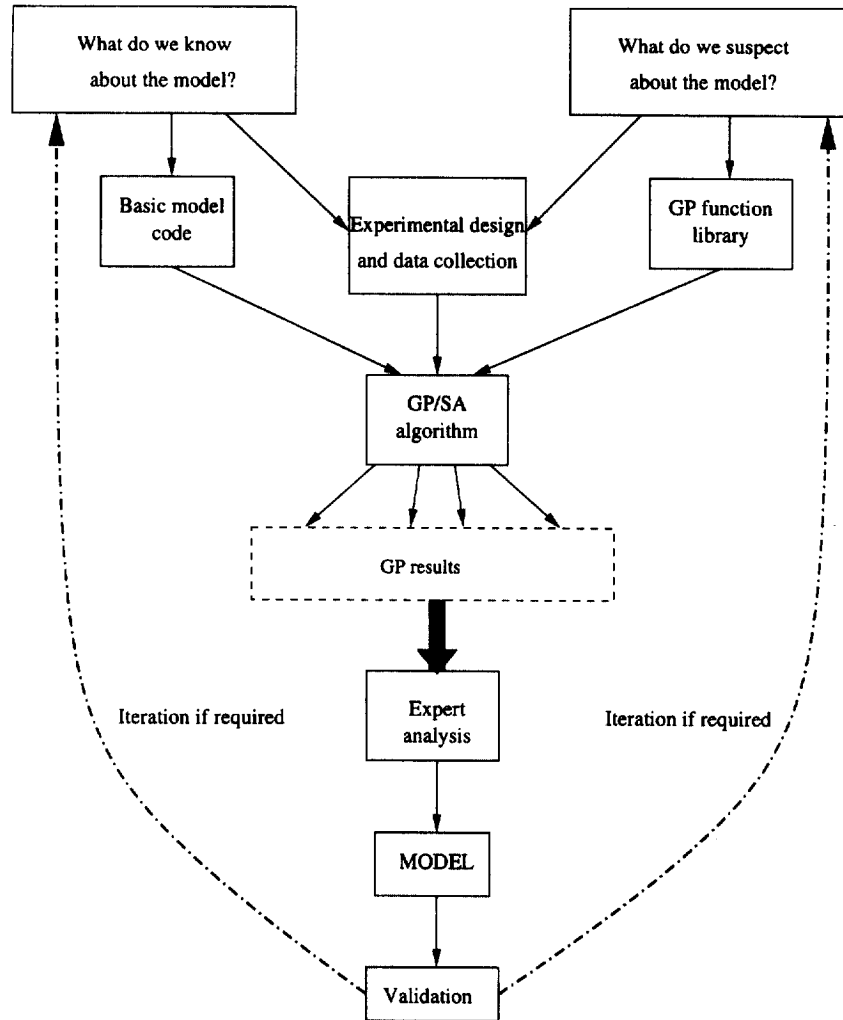 What do we know
about the model?
What do we suspect
about the model?
Basic model
code
Experimental design
and data collection
GP function
library
GP/SA
algorithm
GP results
Iteration if required
Expert
analysis
Iteration if required
MODEL
Validation